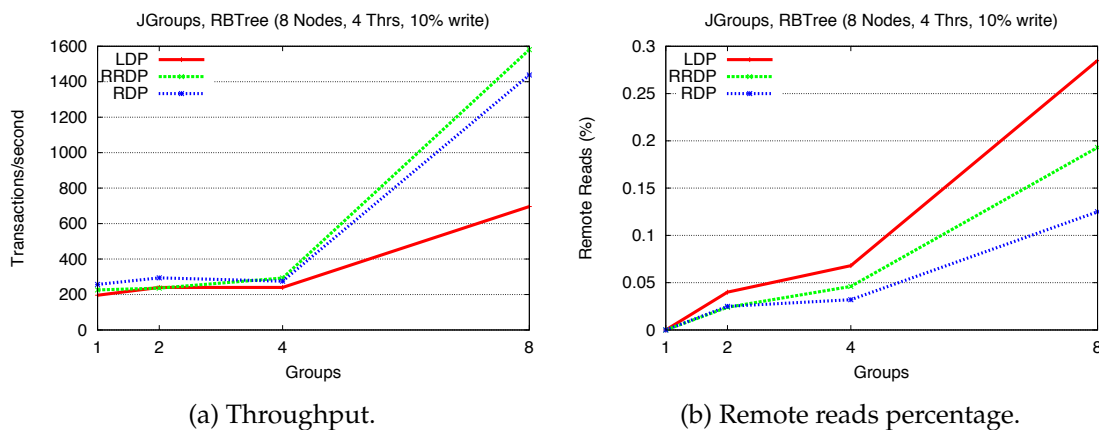 JGroups, RBTree (8 Nodes, 4 Thrs, 10% write)
1600
1400
1200
1000
800
600
400
200
0
Transactions/second
LDP
RRDP
RDP
1 2 4 8
Groups
(a) Throughput.
JGroups, RBTree (8 Nodes, 4 Thrs, 10% write)
0.3
0.25
0.2
0.15
0.1
0.05
0
Remote Reads (%)
LDP
RRDP
RDP
1 2 4 8
Groups
(b) Remote reads percentage.